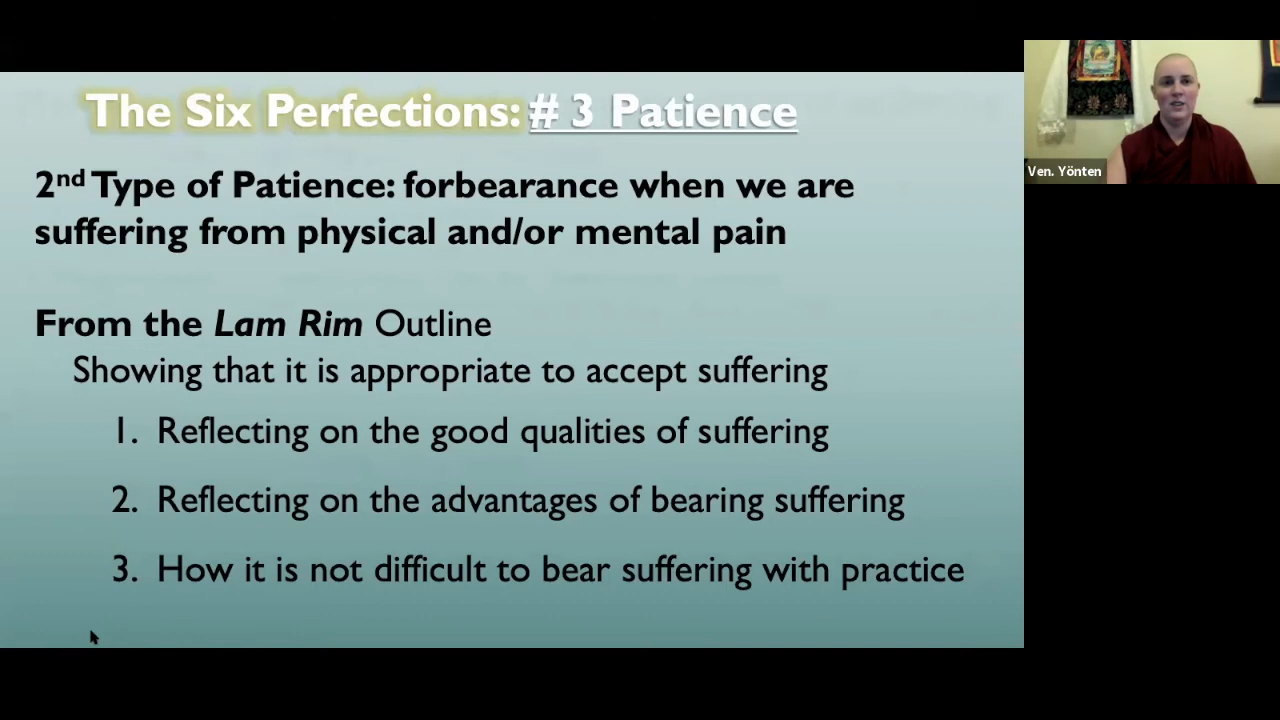 The Six Perfections: # 3 Patience
2nd Type of Patience: forbearance when we are
suffering from physical and/or mental pain
From the Lam Rim Outline
Showing that it is appropriate to accept suffering
1. Reflecting on the good qualities of suffering
2. Reflecting on the advantages of bearing suffering
3. How it is not difficult to bear suffering with practice
Ven. Yönten